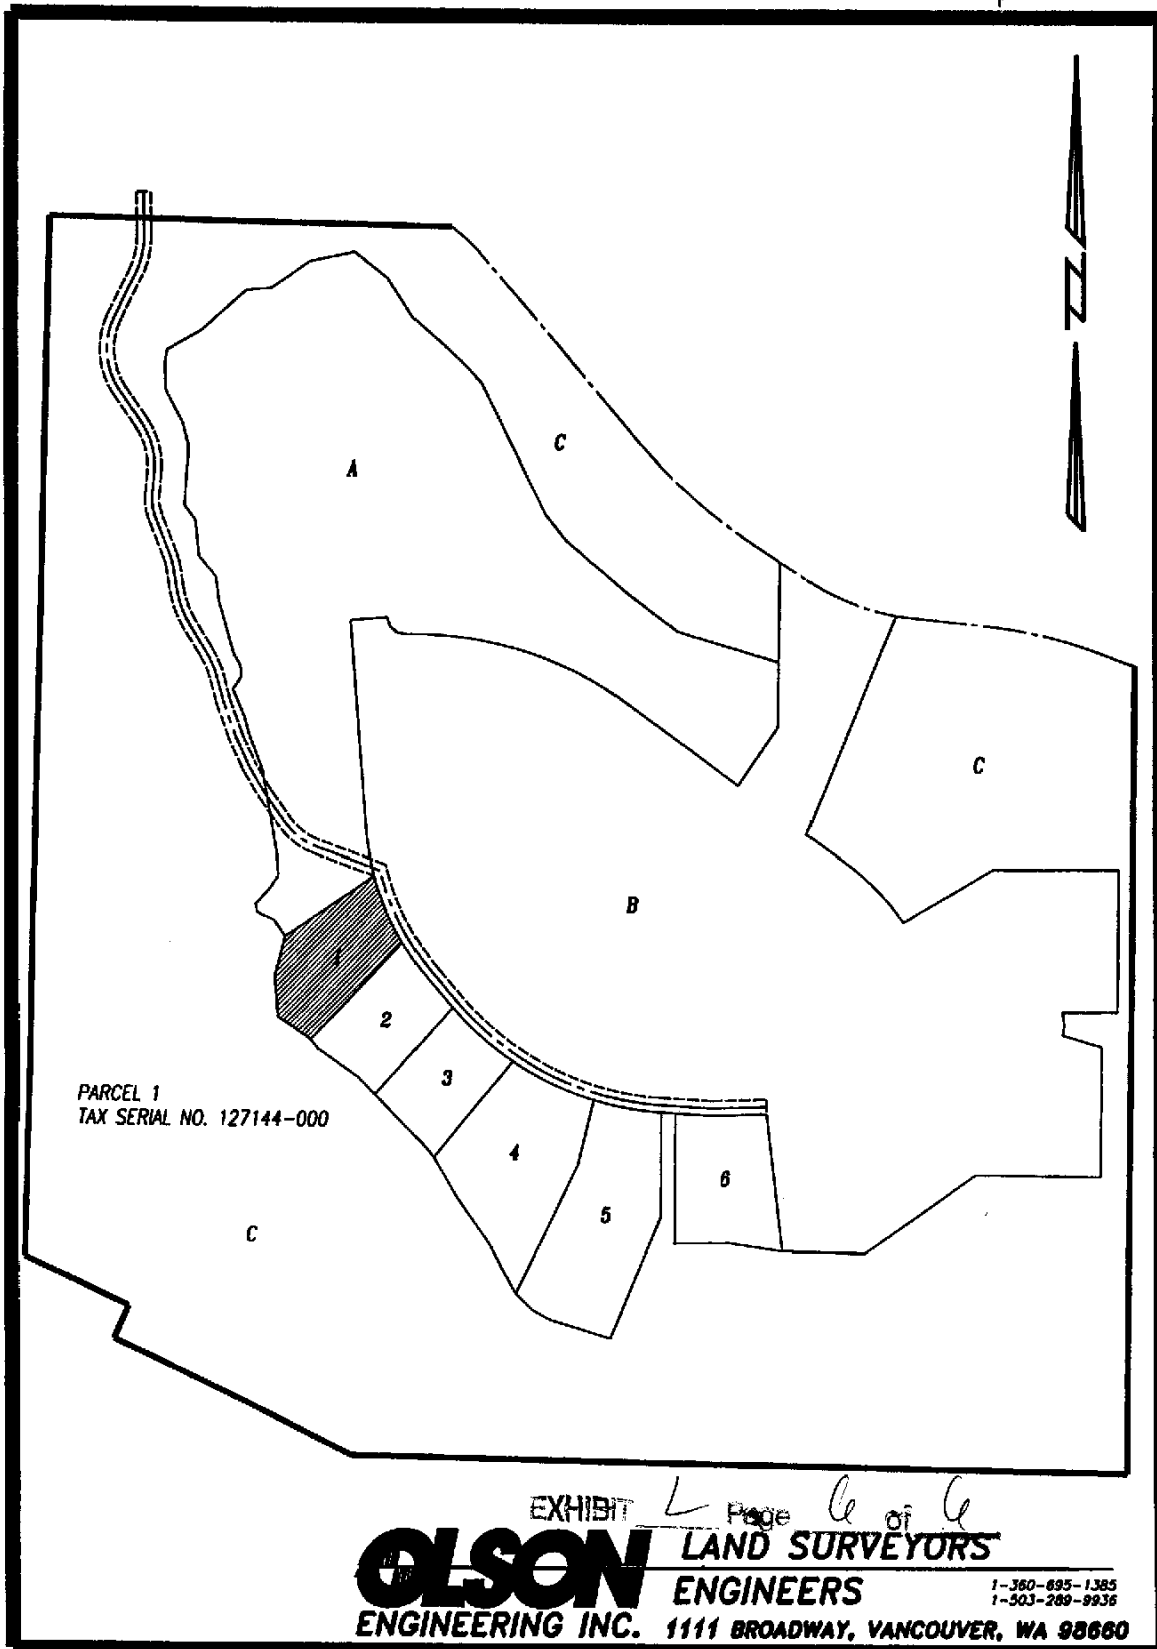 N
C
A
C
B
1
2
3
PARCEL 1
TAX SERIAL NO. 127144-000
4
6
5
C
EXHIBIT L Page 6 of 6
OLSON
ENGINEERING INC.
LAND SURVEYORS
ENGINEERS
1-360-695-1385
1-503-289-9936
1111 BROADWAY, VANCOUVER, WA 98660